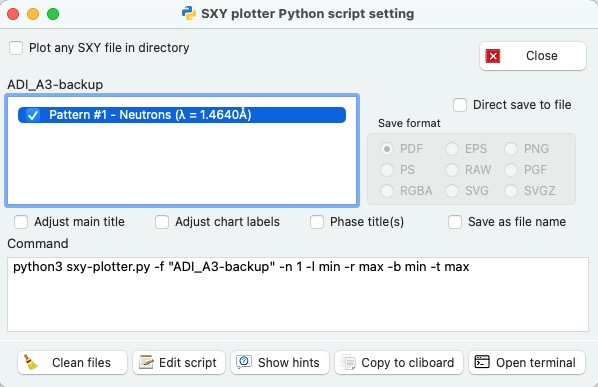 SXY plotter Python script setting
Plot any SXY file in directory
Close
ADI_A3-backup
Pattern #1 - Neutrons (λ = 1.4640Å)
Direct save to file
Save format
PDF EPS PNG
PS RAW PGF
RGBA SVG SVGZ
Adjust main title Adjust chart labels Phase title(s) Save as file name
Command
python3 sxy-plotter.py -f "ADI_A3-backup" -n 1 -l min -r max -b min -t max
Clean files Edit script Show hints Copy to cliboard Open terminal